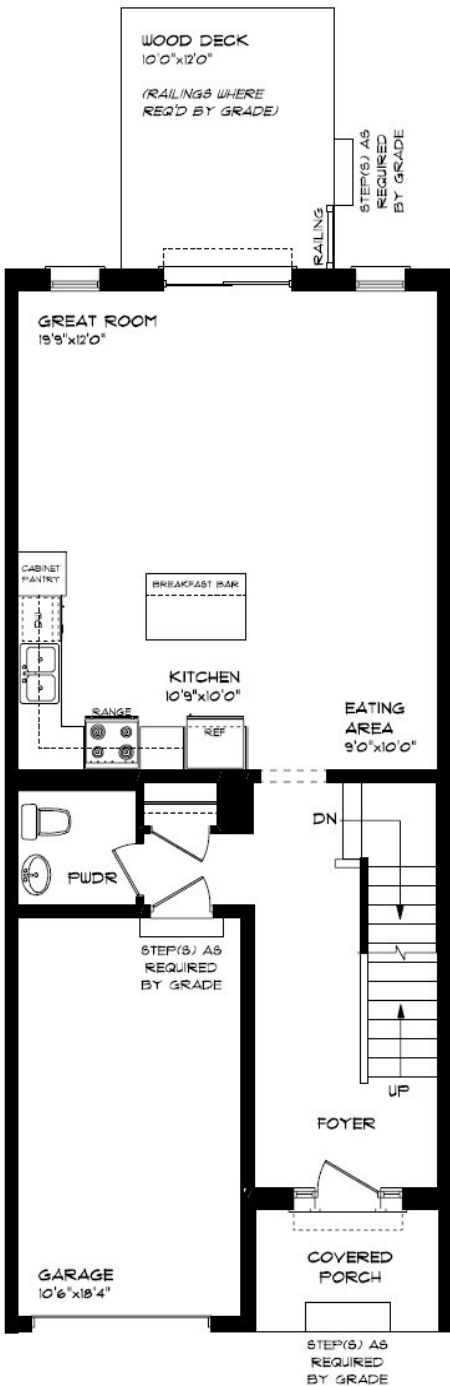 WOOD DECK
10'0"x12'0"
(RAILINGS WHERE
REQ'D BY GRADE)
STEP(S) AS
REQUIRED
BY GRADE
RAILING
GREAT ROOM
19'9"x12'0"
CABINET
PANTRY
BREAKFAST BAR
KITCHEN
10'9"x10'0"
RANGE
REF
EATING
AREA
9'0"x10'0"
DN
PWDR
STEP(S) AS
REQUIRED
BY GRADE
UP
FOYER
GARAGE
10'6"x18'4"
COVERED
PORCH
STEP(S) AS
REQUIRED
BY GRADE